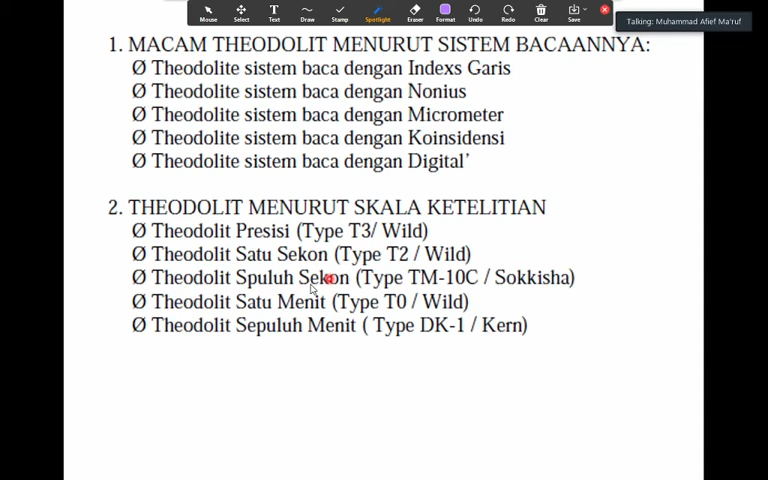 Mouse Select Text Draw Stamp Spotlight Eraser Format Undo Redo Clear Save
Talking: Muhammad Afief Ma'ruf
1. MACAM THEODOLIT MENURUT SISTEM BACAANNYA:
Ø Theodolite sistem baca dengan Indexs Garis
Ø Theodolite sistem baca dengan Nonius
Ø Theodolite sistem baca dengan Micrometer
Ø Theodolite sistem baca dengan Koinsidensi
Ø Theodolite sistem baca dengan Digital’
2. THEODOLIT MENURUT SKALA KETELITIAN
Ø Theodolit Presisi (Type T3/ Wild)
Ø Theodolit Satu Sekon (Type T2 / Wild)
Ø Theodolit Spuluh Sekon (Type TM-10C / Sokkisha)
Ø Theodolit Satu Menit (Type T0 / Wild)
Ø Theodolit Sepuluh Menit ( Type DK-1 / Kern)